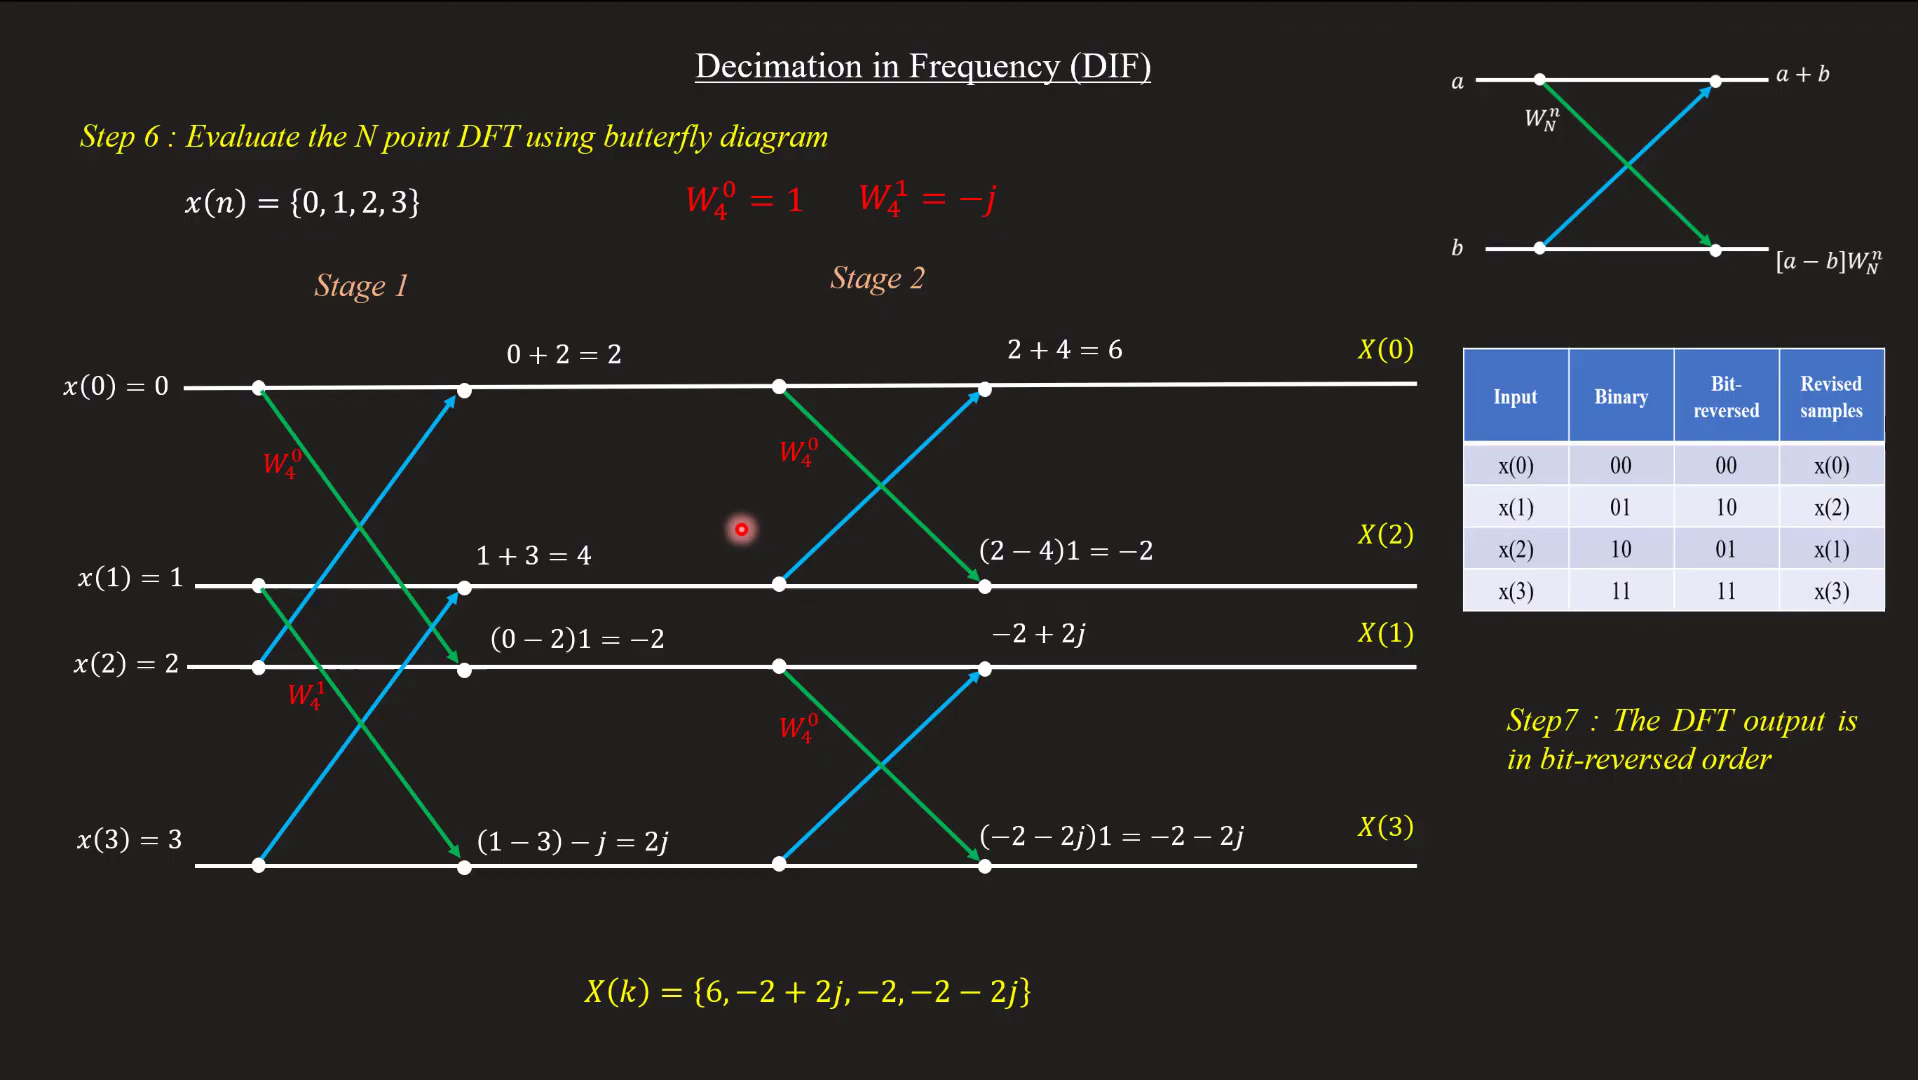 Decimation in Frequency (DIF)
Step 6 : Evaluate the N point DFT using butterfly diagram
x(n) = {0, 1, 2, 3}
W₄⁰ = 1
W₄¹ = −j
Stage 1
Stage 2
a
a + b
W_N^n
b
[a − b]W_N^n
0 + 2 = 2
2 + 4 = 6
X(0)
x(0) = 0
W₄⁰
W₄⁰
1 + 3 = 4
(2 − 4)1 = −2
X(2)
x(1) = 1
(0 − 2)1 = −2
−2 + 2j
X(1)
x(2) = 2
W₄¹
W₄⁰
x(3) = 3
(1 − 3) − j = 2j
(−2 − 2j)1 = −2 − 2j
X(3)
X(k) = {6, −2 + 2j, −2, −2 − 2j}
Input Binary Bit-reversed Revised samples
x(0) 00 00 x(0)
x(1) 01 10 x(2)
x(2) 10 01 x(1)
x(3) 11 11 x(3)
Step7 : The DFT output is
in bit-reversed order